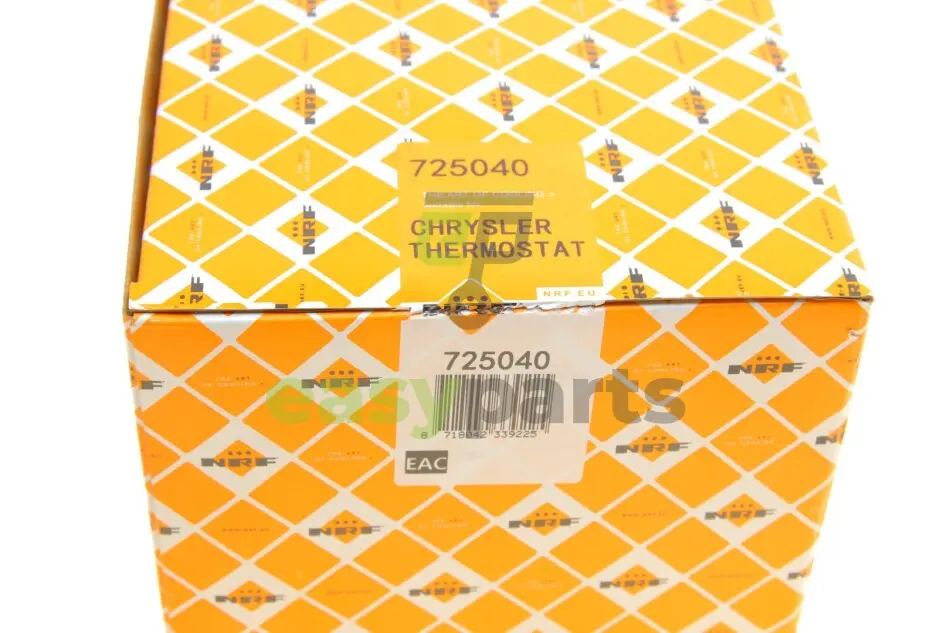 725040
CHRYSLER
THERMOSTAT
NRF.EU
725040
easyparts
8 718042 339225
EAC
NRF